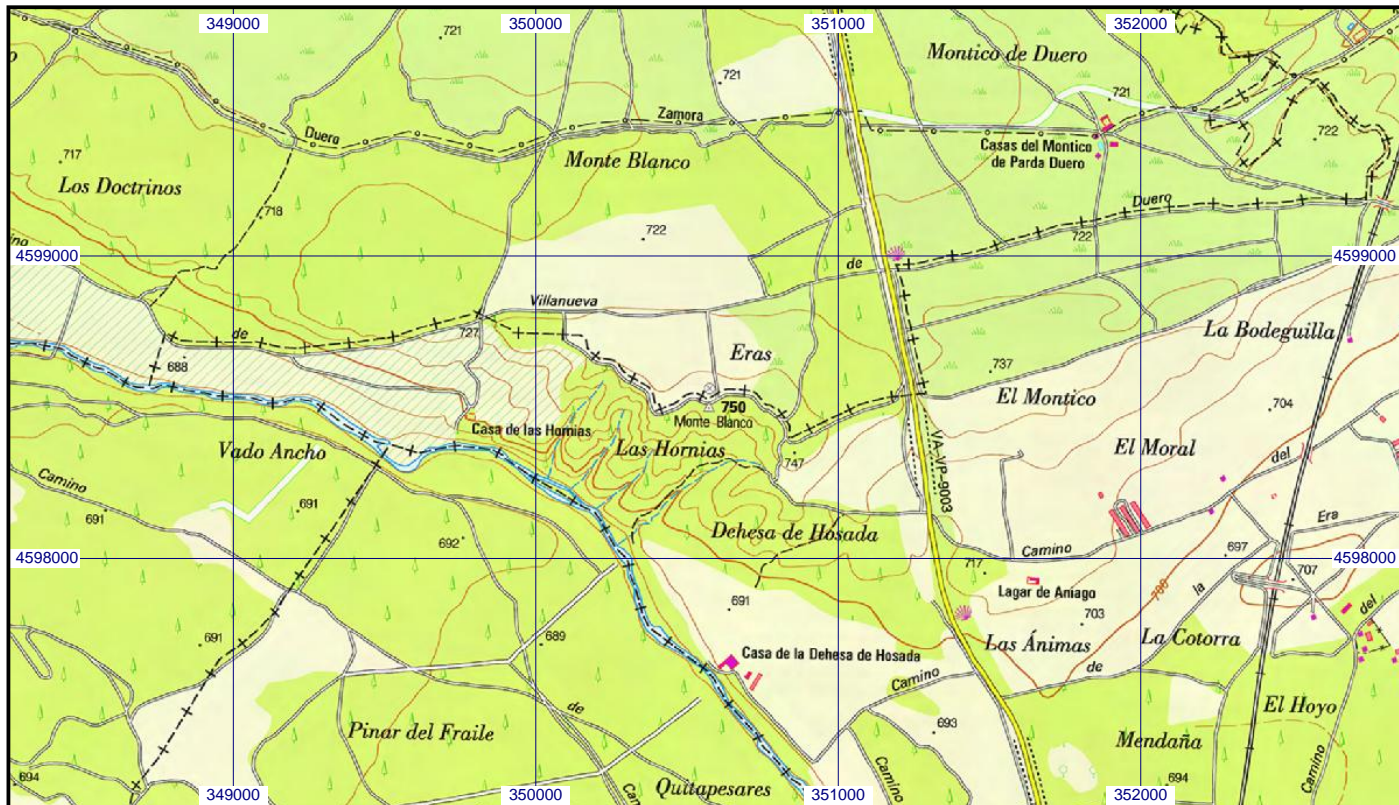 349000
350000
351000
352000
721
Montico de Duero
721
721
Zamora
Duero
722
717
Monte Blanco
Casas del Montico
de Parda Duero
Los Doctrinos
Duero
718
722
722
4599000
de
4599000
Villanueva
de
727
La Bodeguilla
Eras
688
737
El Montico
750
704
Monte Blanco
Casa de las Hornias
Vado Ancho
Las Hornias
El Moral
747
del
VA-VP-9003
Camino
691
691
Era
692
Dehesa de Hosada
4598000
Camino
697
4598000
717
707
Lagar de Aniago
700
la
691
703
del
691
689
Las Ánimas
La Cotorra
Casa de la Dehesa de Hosada
de
Camino
El Hoyo
de
693
Pinar del Fraile
Mendaña
694
Quitapesares
Camino
694
Camino
349000
350000
351000
352000